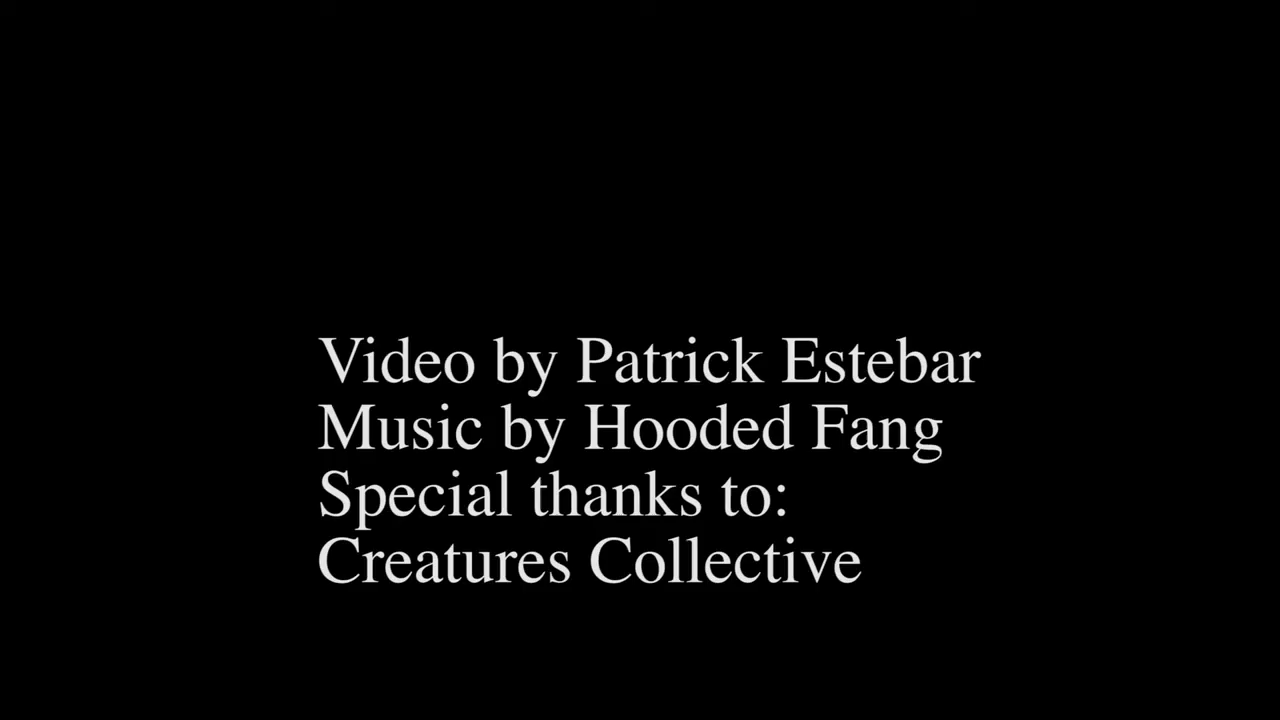 Video by Patrick Estebar
Music by Hooded Fang
Special thanks to:
Creatures Collective